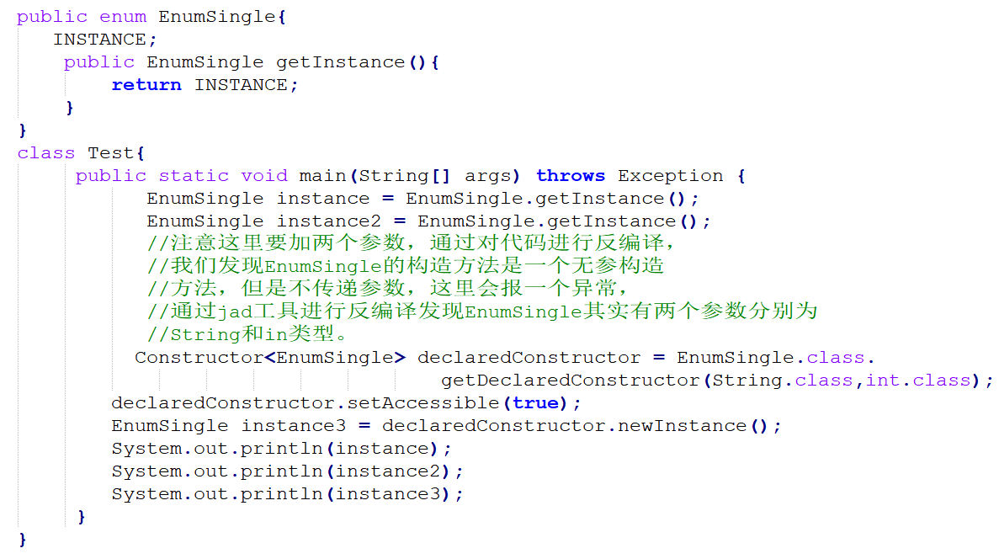 public enum EnumSingle{
INSTANCE;
public EnumSingle getInstance(){
return INSTANCE;
}
}
class Test{
public static void main(String[] args) throws Exception {
EnumSingle instance = EnumSingle.getInstance();
EnumSingle instance2 = EnumSingle.getInstance();
//注意这里要加两个参数，通过对代码进行反编译，
//我们发现EnumSingle的构造方法是一个无参构造
//方法，但是不传递参数，这里会报一个异常，
//通过jad工具进行反编译发现EnumSingle其实有两个参数分别为
//String和in类型。
Constructor<EnumSingle> declaredConstructor = EnumSingle.class.
getDeclaredConstructor(String.class,int.class);
declaredConstructor.setAccessible(true);
EnumSingle instance3 = declaredConstructor.newInstance();
System.out.println(instance);
System.out.println(instance2);
System.out.println(instance3);
}
}